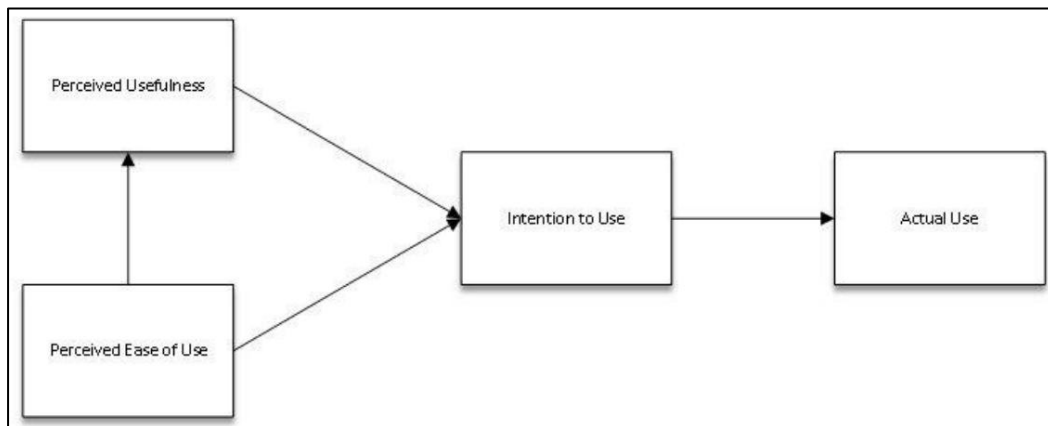 Perceived Usefulness
Intention to Use
Actual Use
Perceived Ease of Use